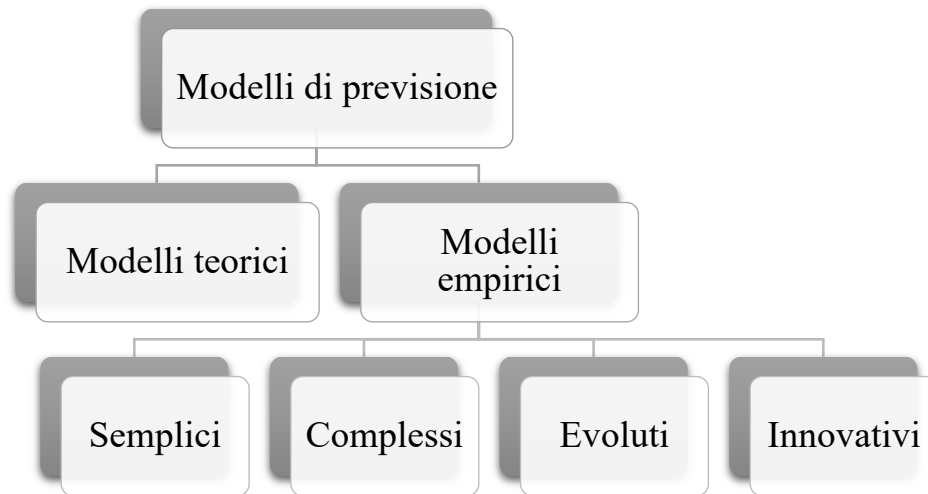 Modelli di previsione
Modelli teorici
Modelli
empirici
Semplici
Complessi
Evoluti
Innovativi